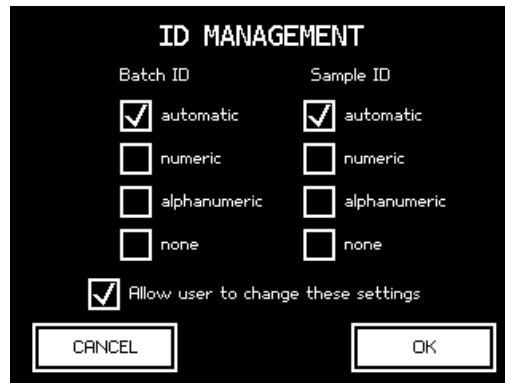 ID MANAGEMENT
Batch ID Sample ID
automatic automatic
numeric numeric
alphanumeric alphanumeric
none none
Allow user to change these settings
CANCEL OK